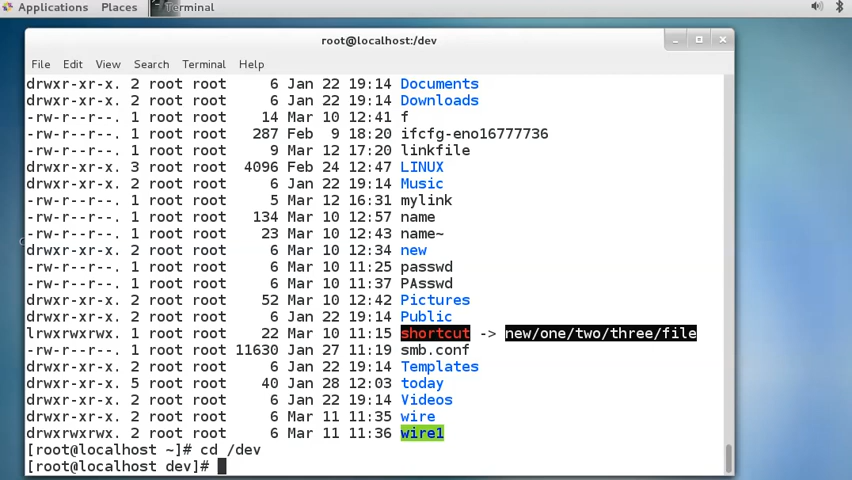 Applications Places Terminal
root@localhost:/dev
File Edit View Search Terminal Help
drwxr-xr-x. 2 root root 6 Jan 22 19:14 Documents
drwxr-xr-x. 2 root root 6 Jan 22 19:14 Downloads
-rw-r--r--. 1 root root 14 Mar 10 12:41 f
-rw-r--r--. 1 root root 287 Feb 9 18:20 ifcfg-eno16777736
-rw-r--r--. 1 root root 9 Mar 12 17:20 linkfile
drwxr-xr-x. 3 root root 4096 Feb 24 12:47 LINUX
drwxr-xr-x. 2 root root 6 Jan 22 19:14 Music
-rw-r--r--. 1 root root 5 Mar 12 16:31 mylink
-rw-r--r--. 1 root root 134 Mar 10 12:57 name
-rw-r--r--. 1 root root 23 Mar 10 12:43 name~
drwxr-xr-x. 2 root root 6 Mar 10 12:34 new
-rw-r--r--. 1 root root 6 Mar 10 11:25 passwd
-rw-r--r--. 1 root root 6 Mar 10 11:37 PAsswd
drwxr-xr-x. 2 root root 52 Mar 10 12:42 Pictures
drwxr-xr-x. 2 root root 6 Jan 22 19:14 Public
lrwxrwxrwx. 1 root root 22 Mar 10 11:15 shortcut -> new/one/two/three/file
-rw-r--r--. 1 root root 11630 Jan 27 11:19 smb.conf
drwxr-xr-x. 2 root root 6 Jan 22 19:14 Templates
drwxr-xr-x. 5 root root 40 Jan 28 12:03 today
drwxr-xr-x. 2 root root 6 Jan 22 19:14 Videos
drwxr-xr-x. 2 root root 6 Mar 11 11:35 wire
drwxrwxrwx. 2 root root 6 Mar 11 11:36 wire1
[root@localhost ~]# cd /dev
[root@localhost dev]#